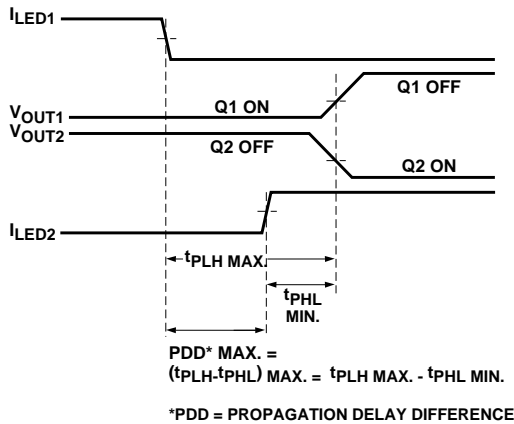 ILED1
Q1 OFF
VOUT1
Q1 ON
VOUT2
Q2 OFF
Q2 ON
ILED2
tPLH MAX.
tPHL
MIN.
PDD* MAX. =
(tPLH-tPHL) MAX. = tPLH MAX. - tPHL MIN.
*PDD = PROPAGATION DELAY DIFFERENCE